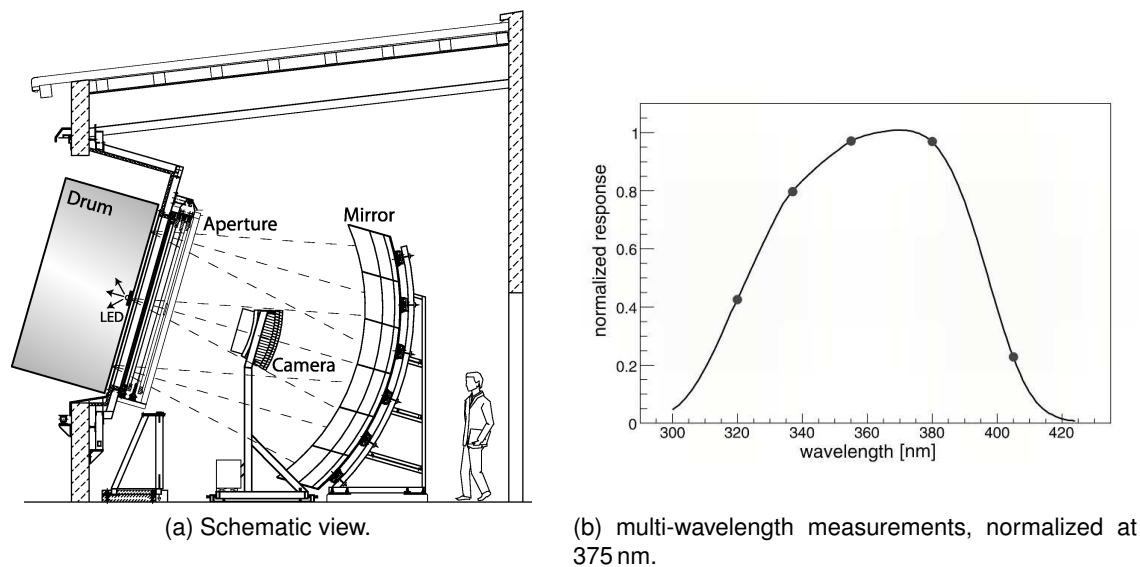 Drum
Aperture
Mirror
LED
Camera
(a) Schematic view.
normalized response
1
0.8
0.6
0.4
0.2
0
300 320 340 360 380 400 420
wavelength [nm]
(b) multi-wavelength measurements, normalized at
375 nm.